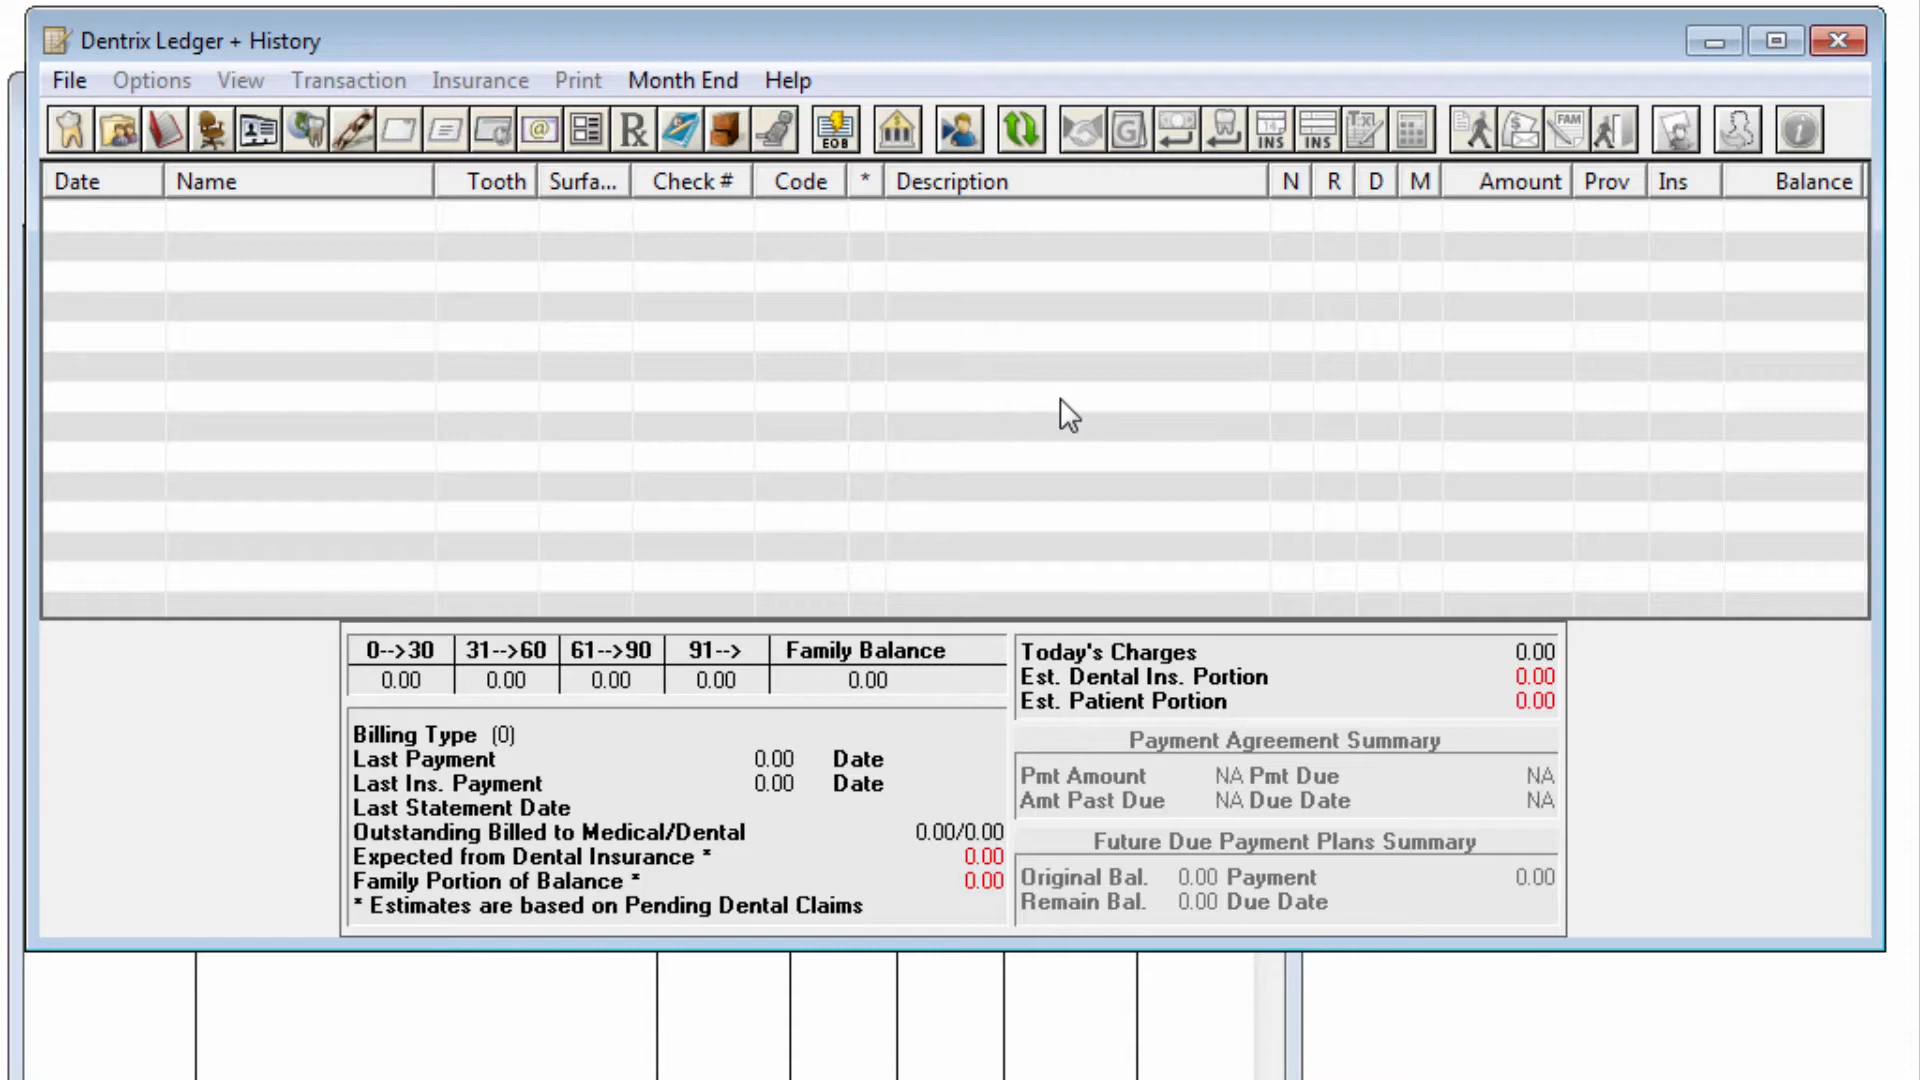 Dentrix Ledger + History
File Options View Transaction Insurance Print Month End Help
@ Rx EOB G INS INS Tx FAM
Date Name Tooth Surfa... Check # Code * Description N R D M Amount Prov Ins Balance
0-->30 31-->60 61-->90 91--> Family Balance
0.00 0.00 0.00 0.00 0.00
Billing Type (0)
Last Payment 0.00 Date
Last Ins. Payment 0.00 Date
Last Statement Date
Outstanding Billed to Medical/Dental 0.00/0.00
Expected from Dental Insurance * 0.00
Family Portion of Balance * 0.00
* Estimates are based on Pending Dental Claims
Today's Charges 0.00
Est. Dental Ins. Portion 0.00
Est. Patient Portion 0.00
Payment Agreement Summary
Pmt Amount NA Pmt Due NA
Amt Past Due NA Due Date NA
Future Due Payment Plans Summary
Original Bal. 0.00 Payment 0.00
Remain Bal. 0.00 Due Date